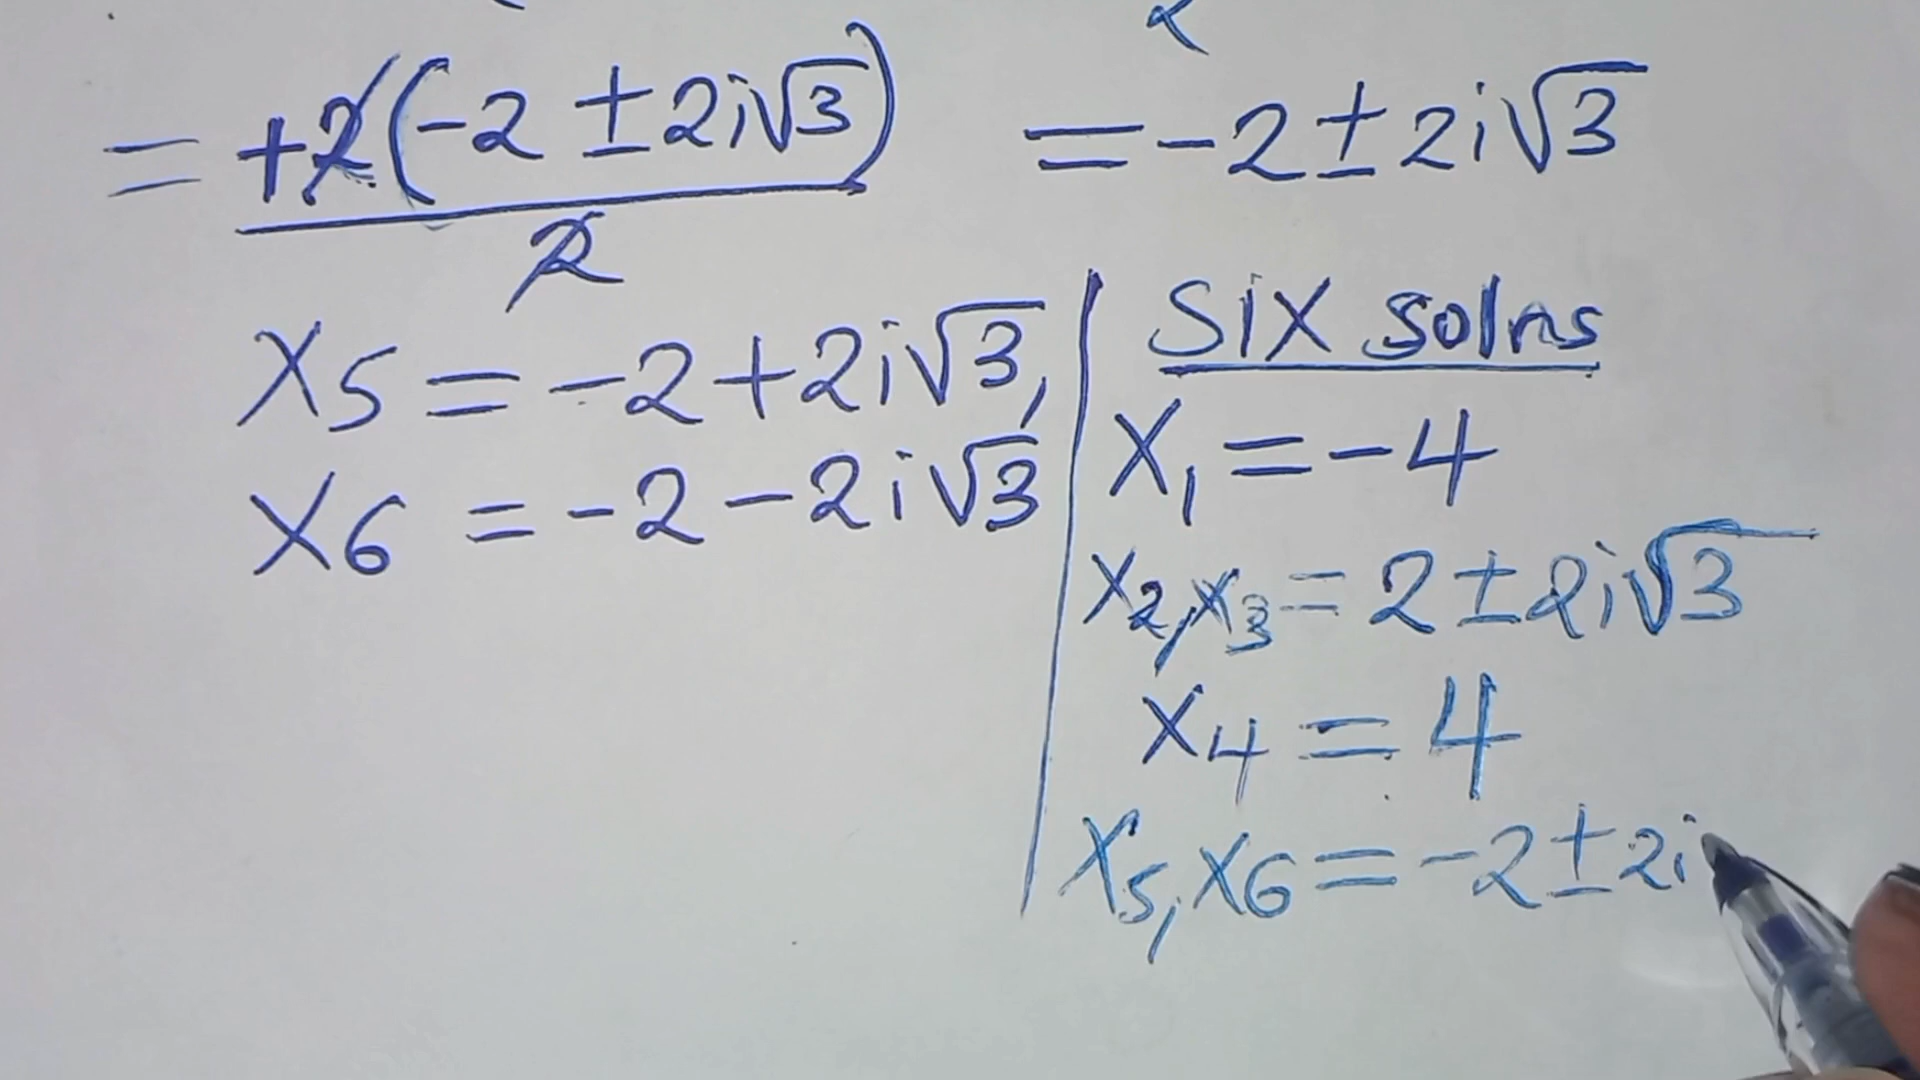 = +2(-2 ± 2i√3) / 2 = -2 ± 2i√3
x5 = -2 + 2i√3,
x6 = -2 - 2i√3
Six solns
x1 = -4
x2, x3 = 2 ± 2i√3
x4 = 4
x5, x6 = -2 ± 2i